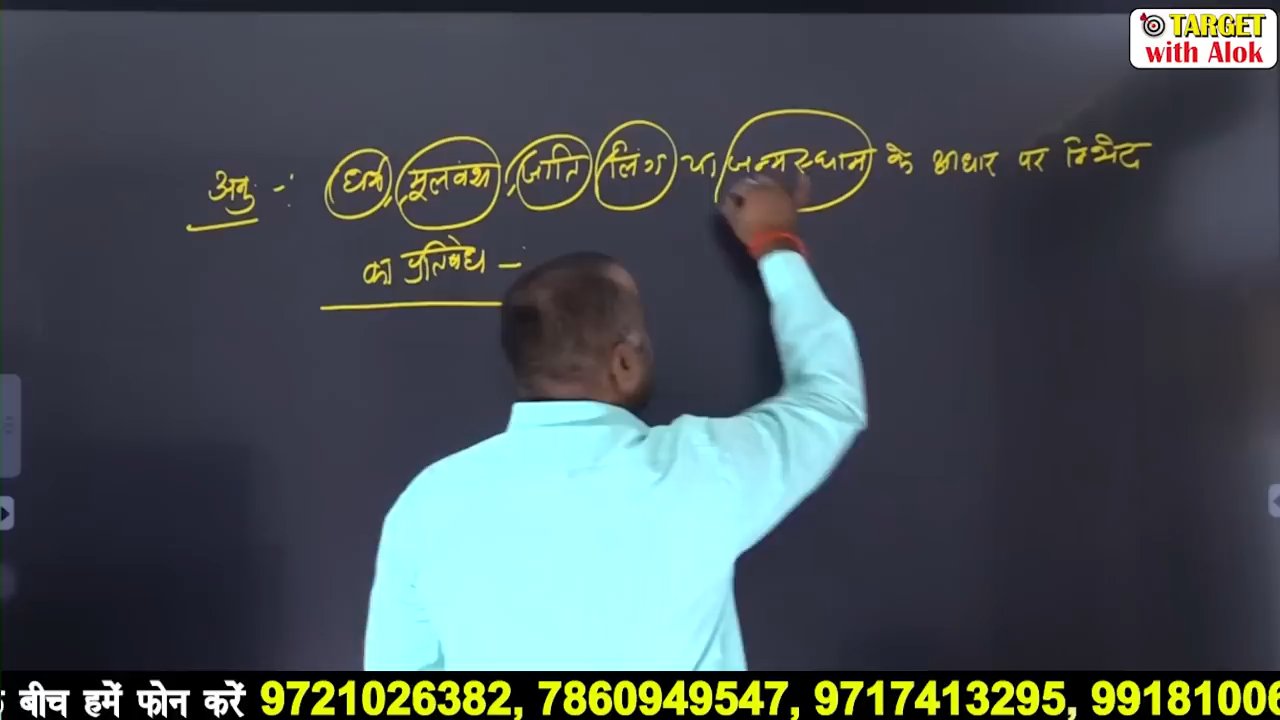 TARGET
with Alok
अनु -: धर्म, मूलवंश, जाति लिंग या जन्मस्थान के आधार पर विभेद
का प्रतिषेध -:
बीच हमें फोन करें 9721026382, 7860949547, 9717413295, 99181006